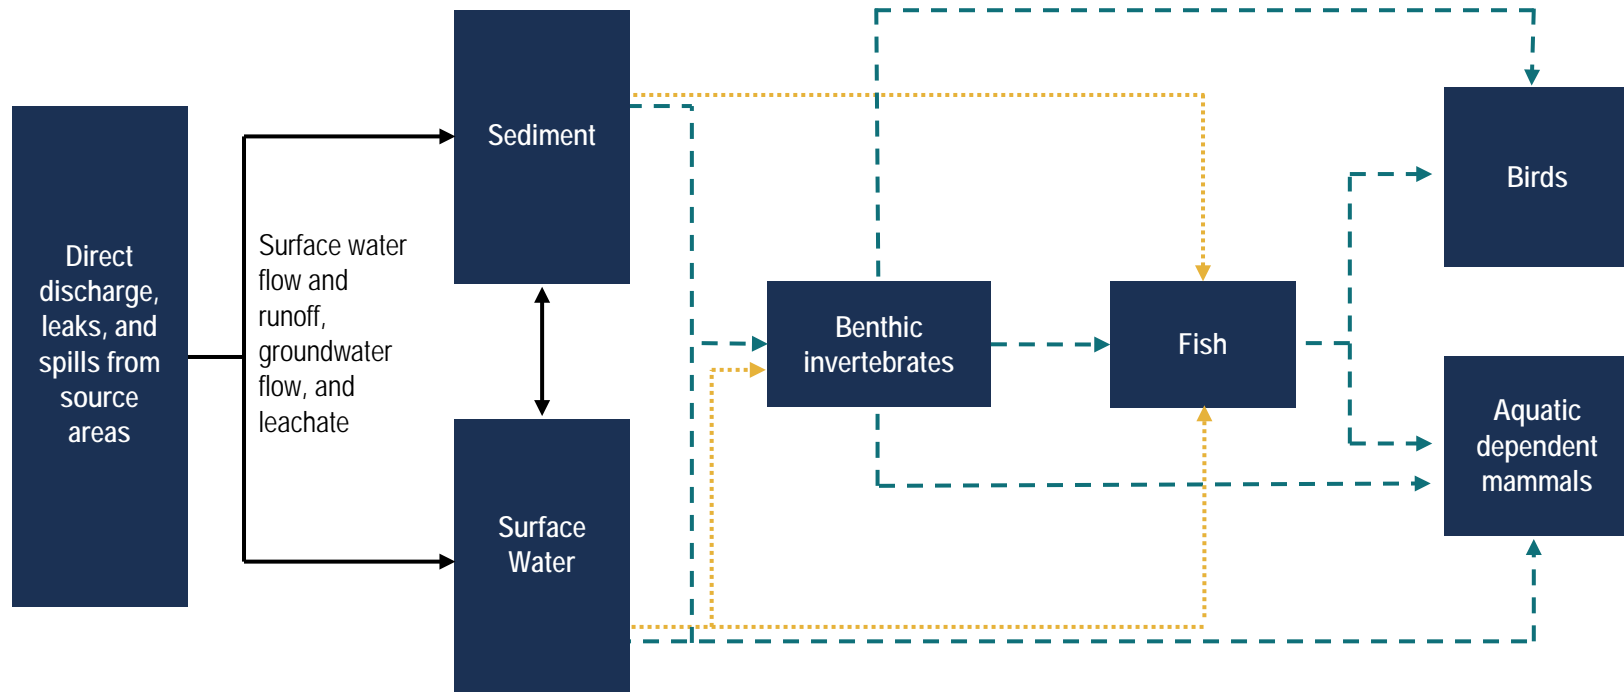 Direct
discharge,
leaks, and
spills from
source
areas
Surface water
flow and
runoff,
groundwater
flow, and
leachate
Sediment
Surface
Water
Benthic
invertebrates
Fish
Birds
Aquatic
dependent
mammals